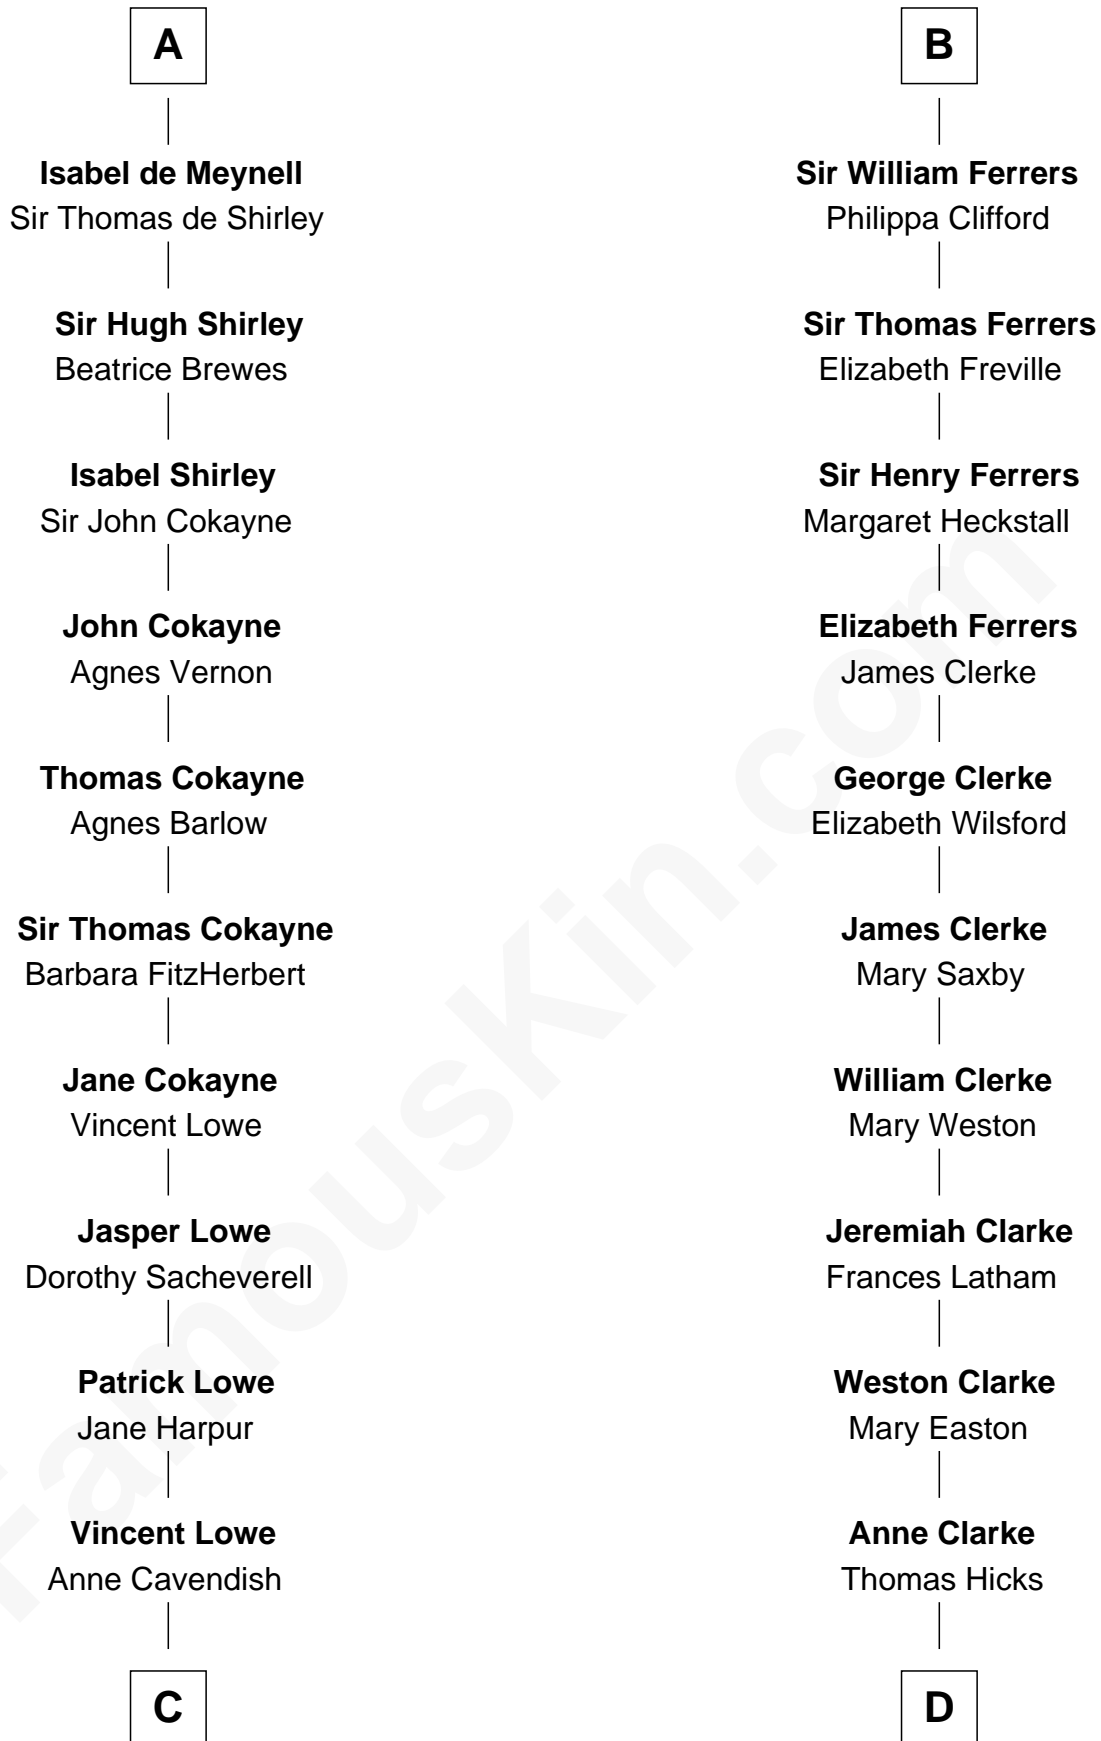 A
Isabel de Meynell
Sir Thomas de Shirley
Sir Hugh Shirley
Beatrice Brewes
Isabel Shirley
Sir John Cokayne
John Cokayne
Agnes Vernon
Thomas Cokayne
Agnes Barlow
Sir Thomas Cokayne
Barbara FitzHerbert
Jane Cokayne
Vincent Lowe
Jasper Lowe
Dorothy Sacheverell
Patrick Lowe
Jane Harpur
Vincent Lowe
Anne Cavendish
C
B
Sir William Ferrers
Philippa Clifford
Sir Thomas Ferrers
Elizabeth Freville
Sir Henry Ferrers
Margaret Heckstall
Elizabeth Ferrers
James Clerke
George Clerke
Elizabeth Wilsford
James Clerke
Mary Saxby
William Clerke
Mary Weston
Jeremiah Clarke
Frances Latham
Weston Clarke
Mary Easton
Anne Clarke
Thomas Hicks
D
FamousKin.com